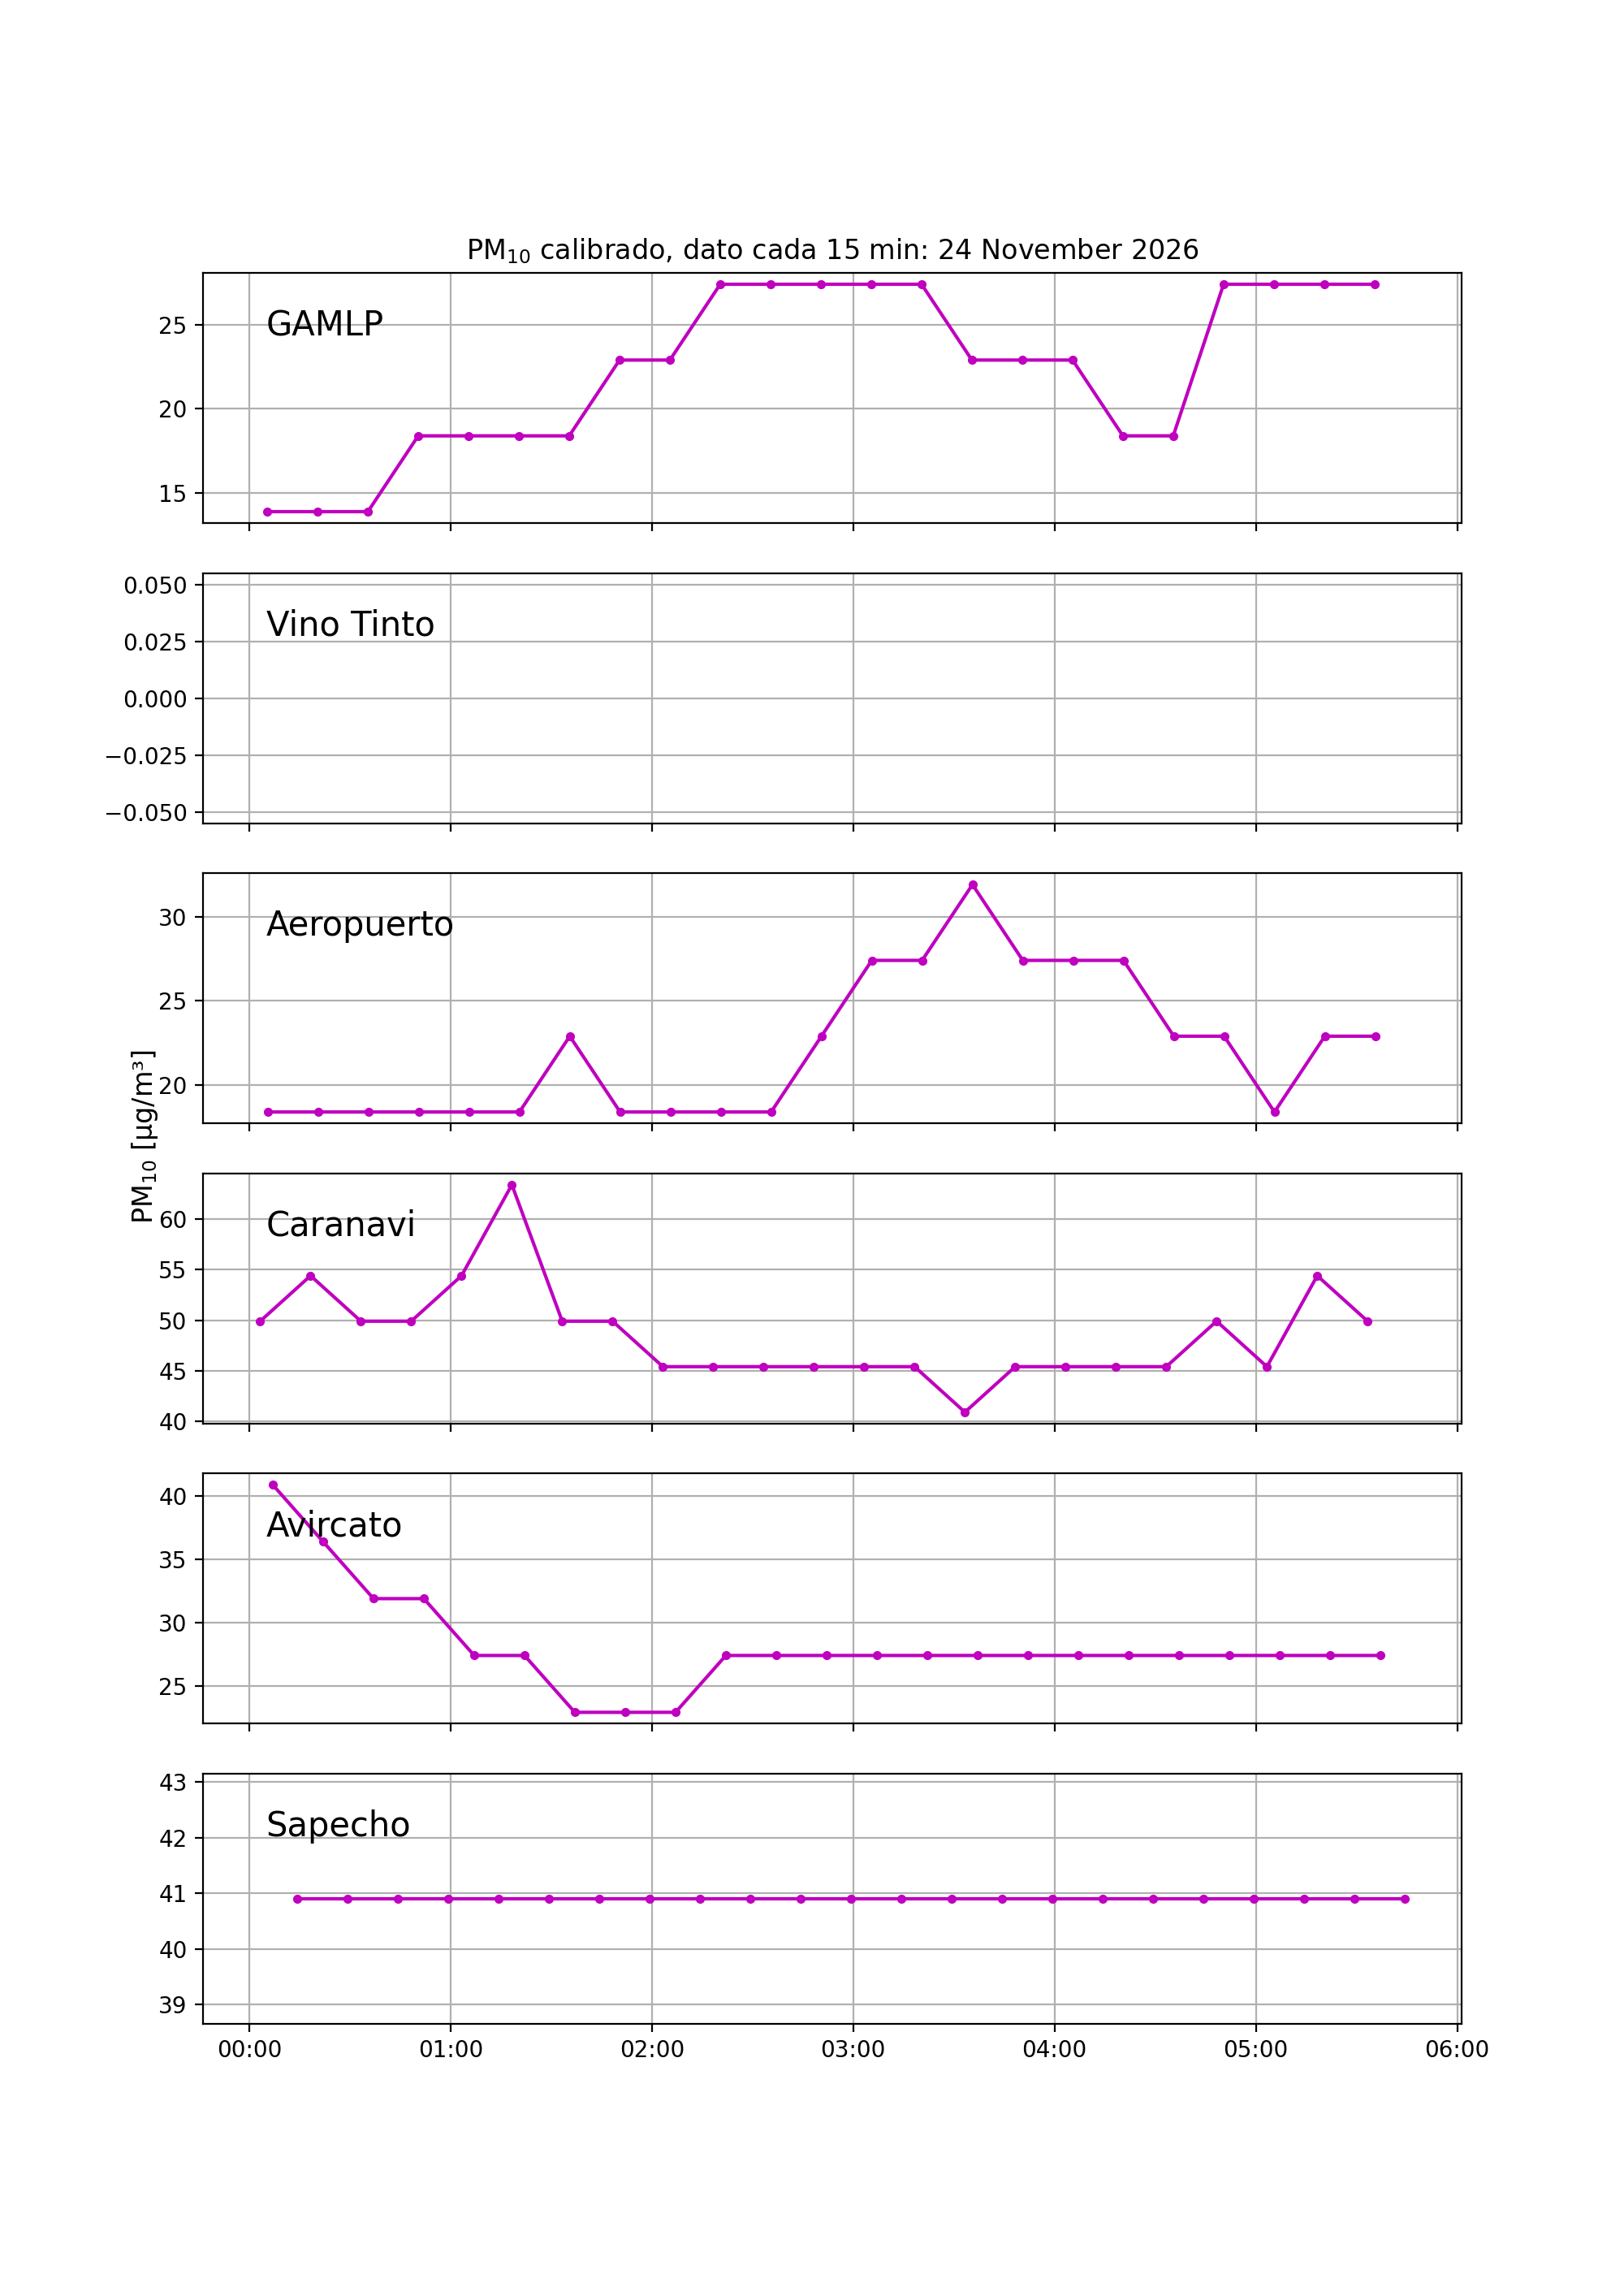 PM₁₀ calibrado, dato cada 15 min: 24 November 2026
GAMLP
25
20
15
Vino Tinto
0.050
0.025
0.000
−0.025
−0.050
Aeropuerto
30
25
20
PM₁₀ [µg/m³]
Caranavi
60
55
50
45
40
Avircato
40
35
30
25
Sapecho
43
42
41
40
39
00:00 01:00 02:00 03:00 04:00 05:00 06:00